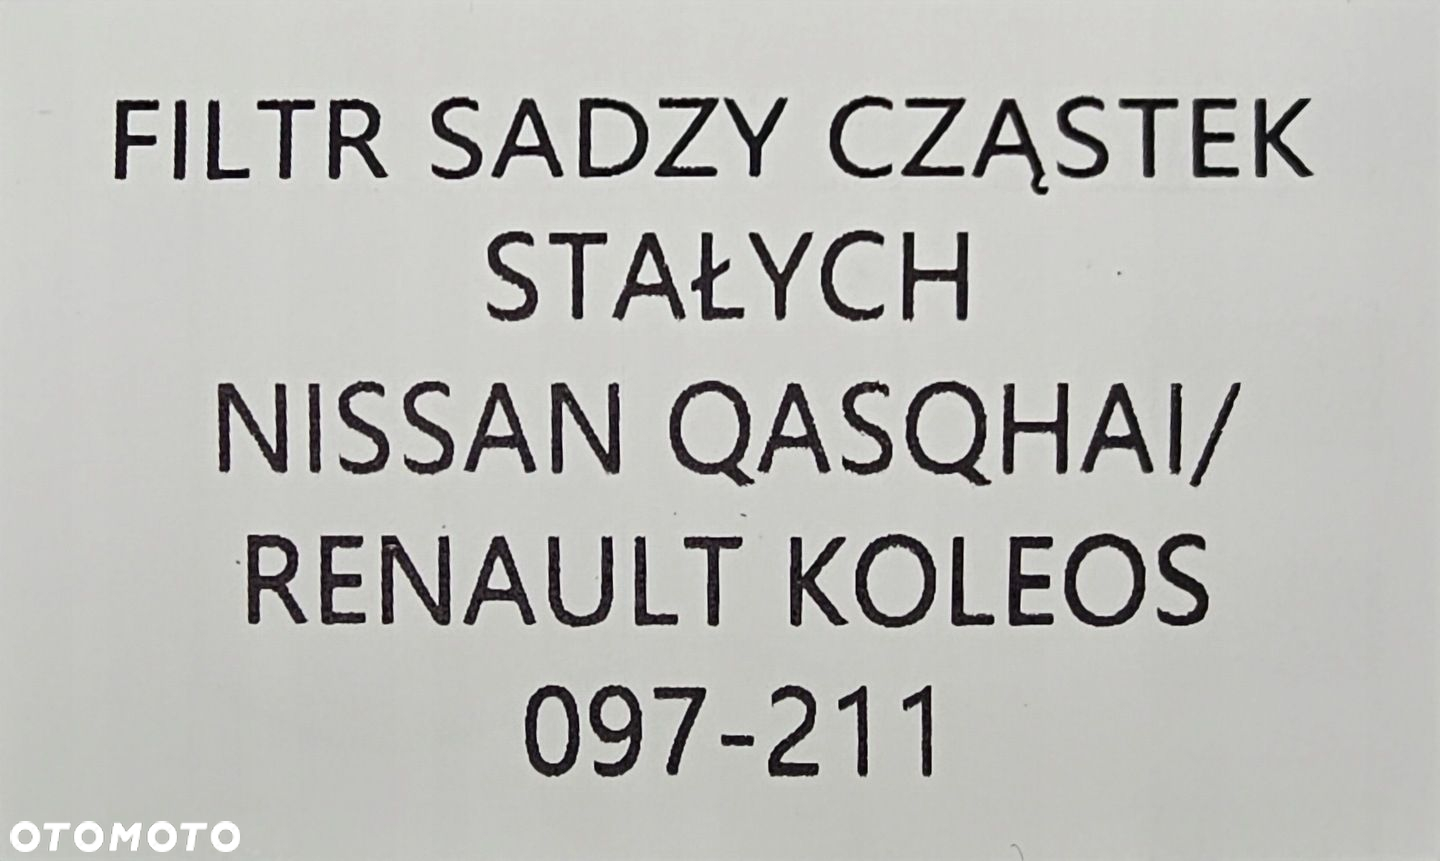 FILTR SADZY CZĄSTEK
STAŁYCH
NISSAN QASQHAI/
RENAULT KOLEOS
097-211
OTOMOTO